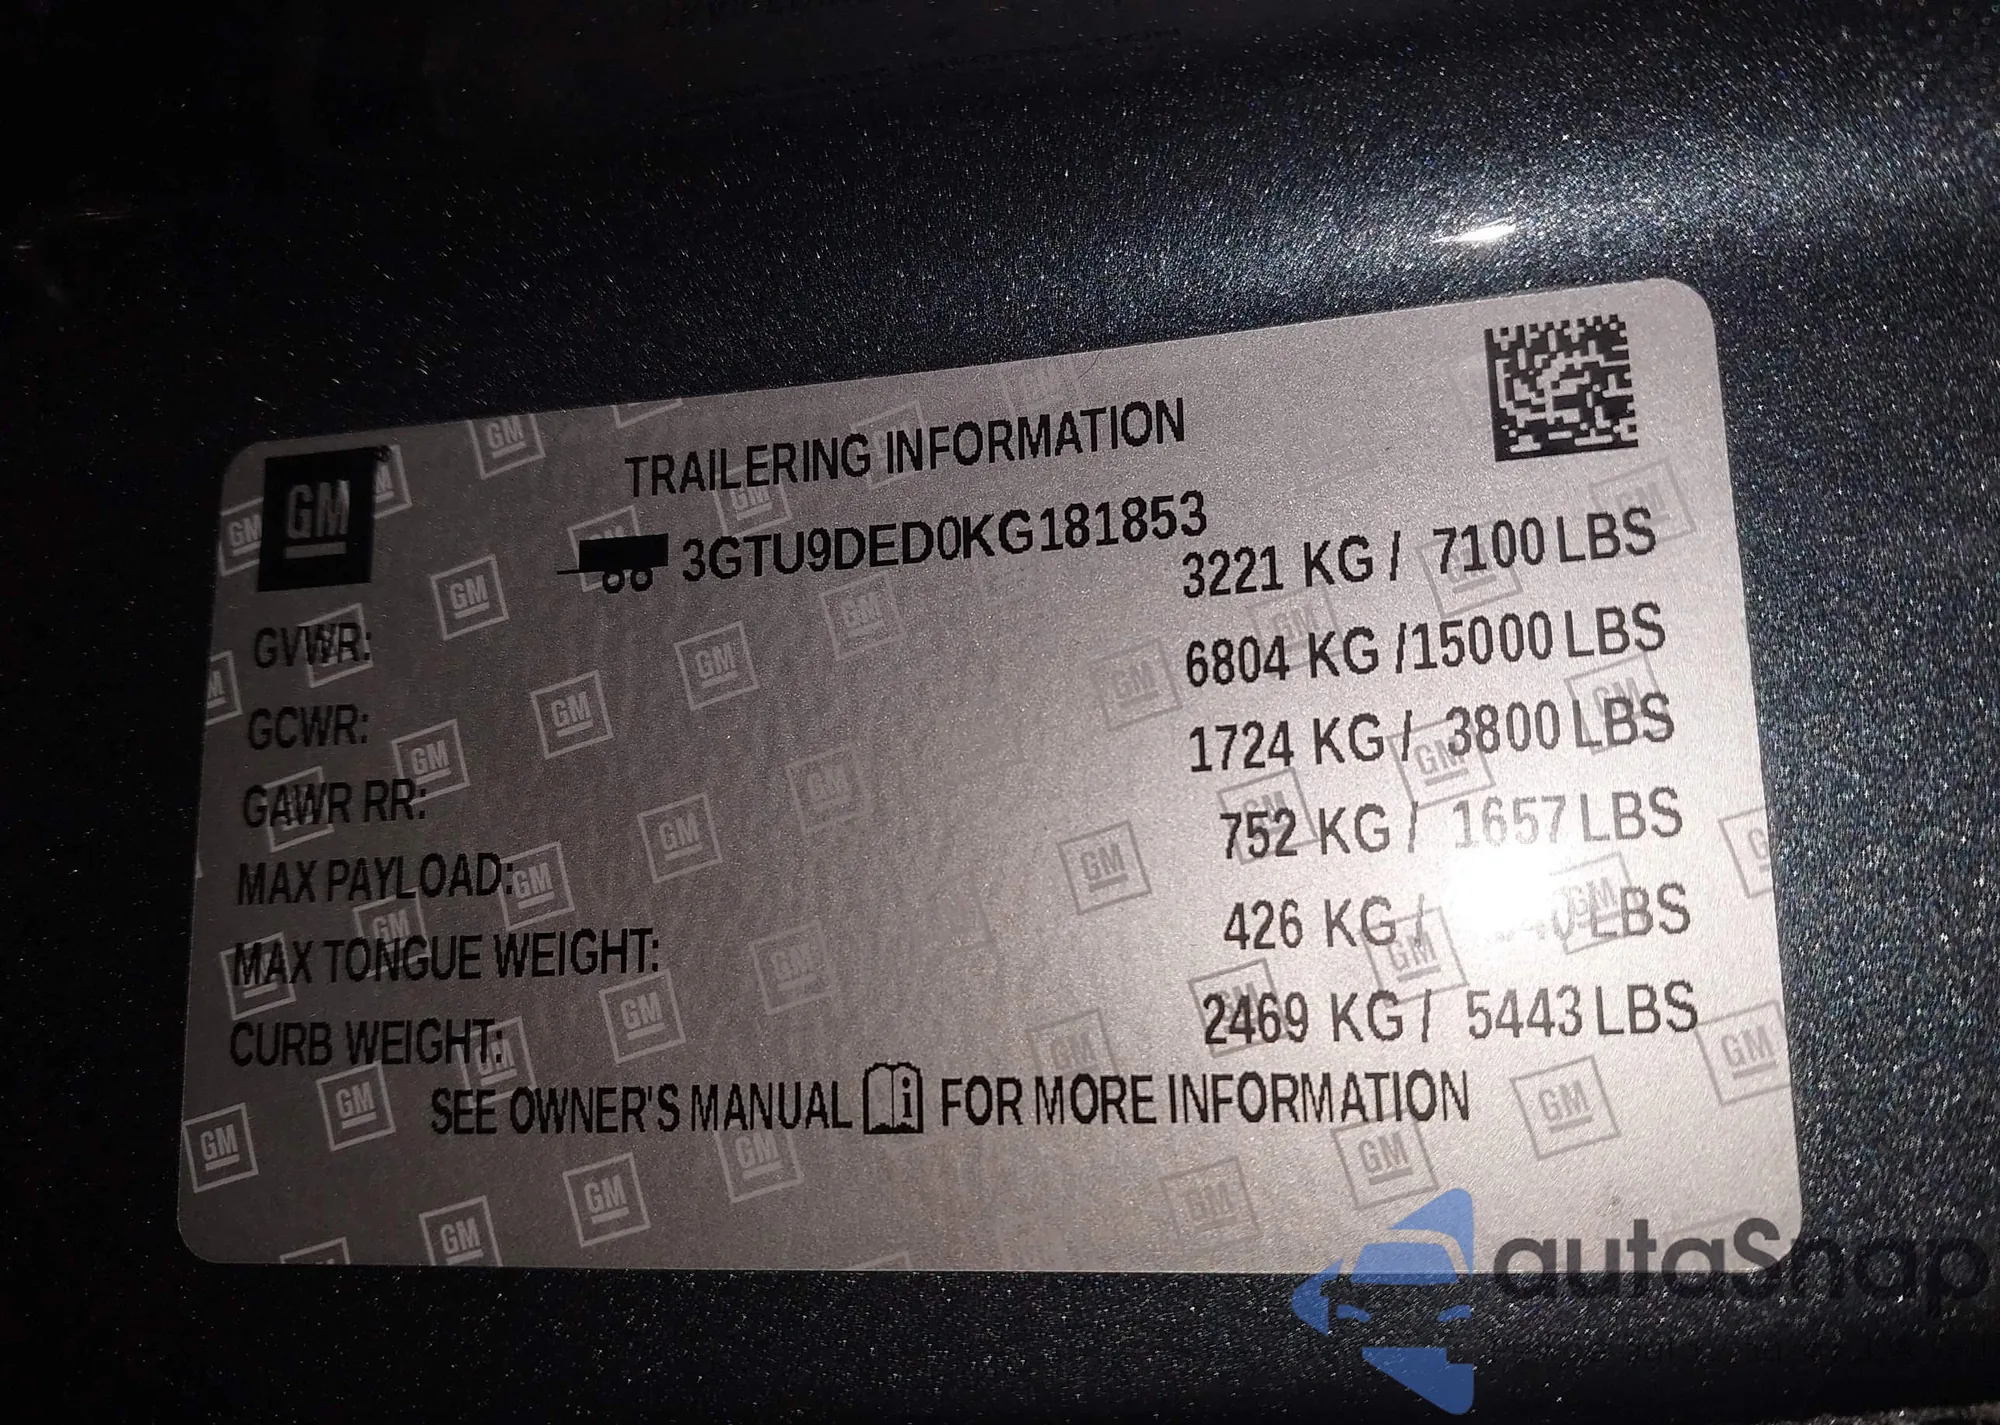 GM
TRAILERING INFORMATION
3GTU9DED0KG181853
GVWR: 3221 KG / 7100 LBS
GCWR: 6804 KG / 15000 LBS
GAWR RR: 1724 KG / 3800 LBS
MAX PAYLOAD: 752 KG / 1657 LBS
MAX TONGUE WEIGHT: 426 KG / LBS
CURB WEIGHT: 2469 KG / 5443 LBS
SEE OWNER'S MANUAL i FOR MORE INFORMATION
autaSnap